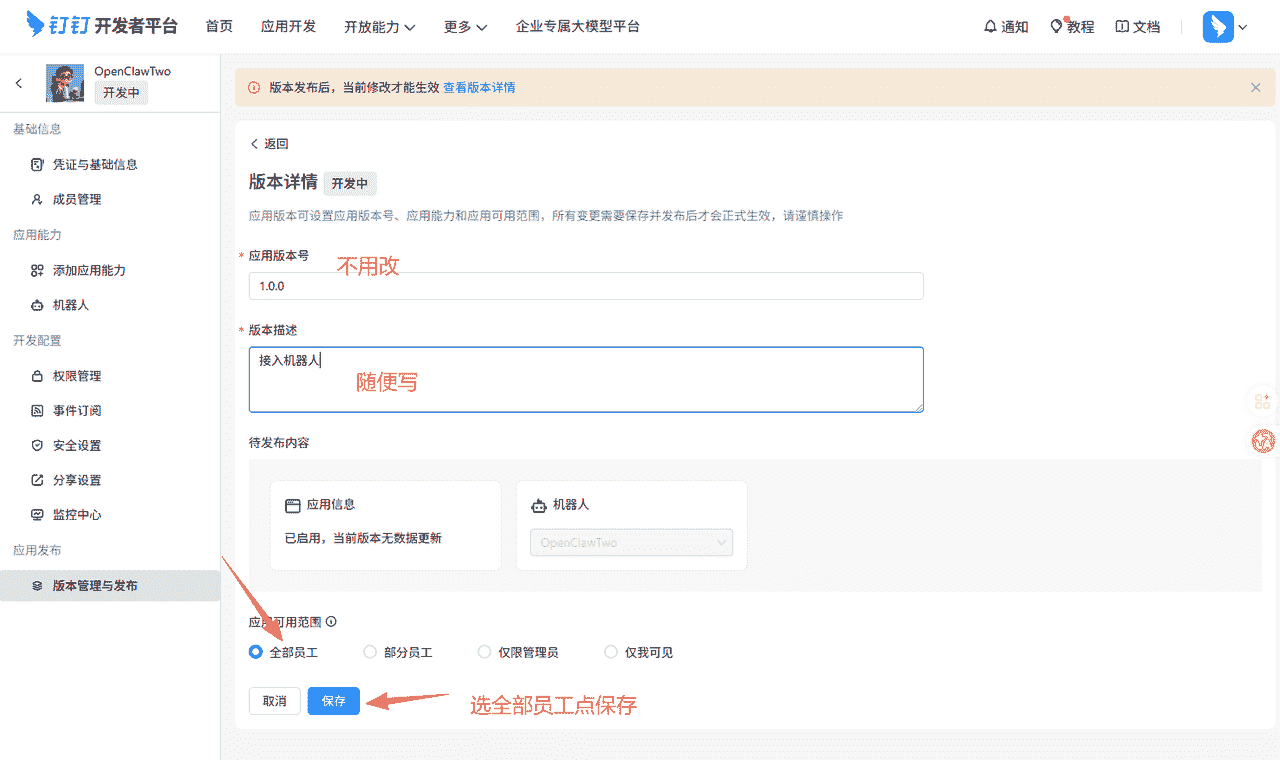 钉钉 开发者平台 首页 应用开发 开放能力 更多 企业专属大模型平台 通知 教程 文档
OpenClawTwo
开发中
基础信息
凭证与基础信息
成员管理
应用能力
添加应用能力
机器人
开发配置
权限管理
事件订阅
安全设置
分享设置
监控中心
应用发布
版本管理与发布
版本发布后，当前修改才能生效 查看版本详情
返回
版本详情 开发中
应用版本可设置应用版本号、应用能力和应用可用范围，所有变更需要保存并发布后才会正式生效，请谨慎操作
* 应用版本号
不用改
1.0.0
* 版本描述
接入机器人
随便写
待发布内容
应用信息
已启用，当前版本无数据更新
机器人
OpenClawTwo
应用可用范围
全部员工 部分员工 仅限管理员 仅我可见
取消 保存
选全部员工点保存